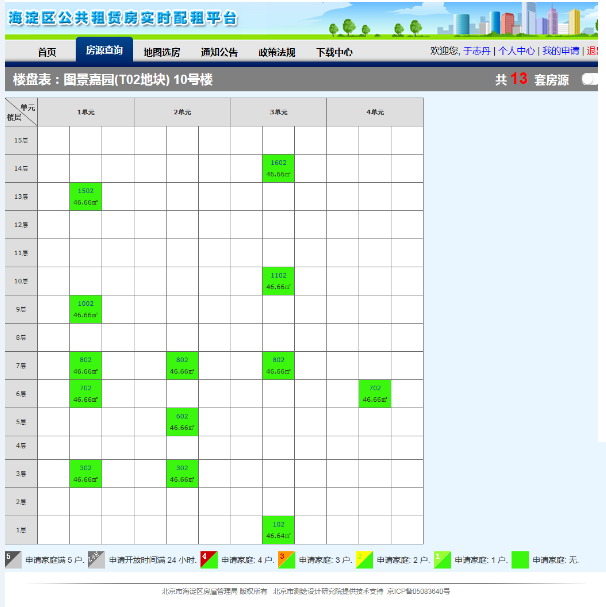 海淀区公共租赁房实时配租平台
首页 房源查询 地图选房 通知公告 政策法规 下载中心 欢迎您, 于志丹 | 个人中心 | 我的申请 | 退
楼盘表：图景嘉园(T02地块) 10号楼 共 13 套房源
单元
楼层
1单元 2单元 3单元 4单元
15层
14层 1602
46.66㎡
13层 1502
46.66㎡
12层
11层
10层 1102
46.66㎡
9层 1002
46.66㎡
8层
7层 802 802 802
46.66㎡ 46.66㎡ 46.66㎡
6层 702 702
46.66㎡ 46.66㎡
5层 602
46.66㎡
4层
3层 302 302
46.66㎡ 46.66㎡
2层
1层 102
46.64㎡
5 申请家庭满 5 户. 申请开放时间满 24 小时. 4 申请家庭: 4 户. 3 申请家庭: 3 户. 申请家庭: 2 户. 1 申请家庭: 1 户. 申请家庭: 无.
北京市海淀区房屋管理局 版权所有 北京市测绘设计研究院提供技术支持 京ICP备05083640号